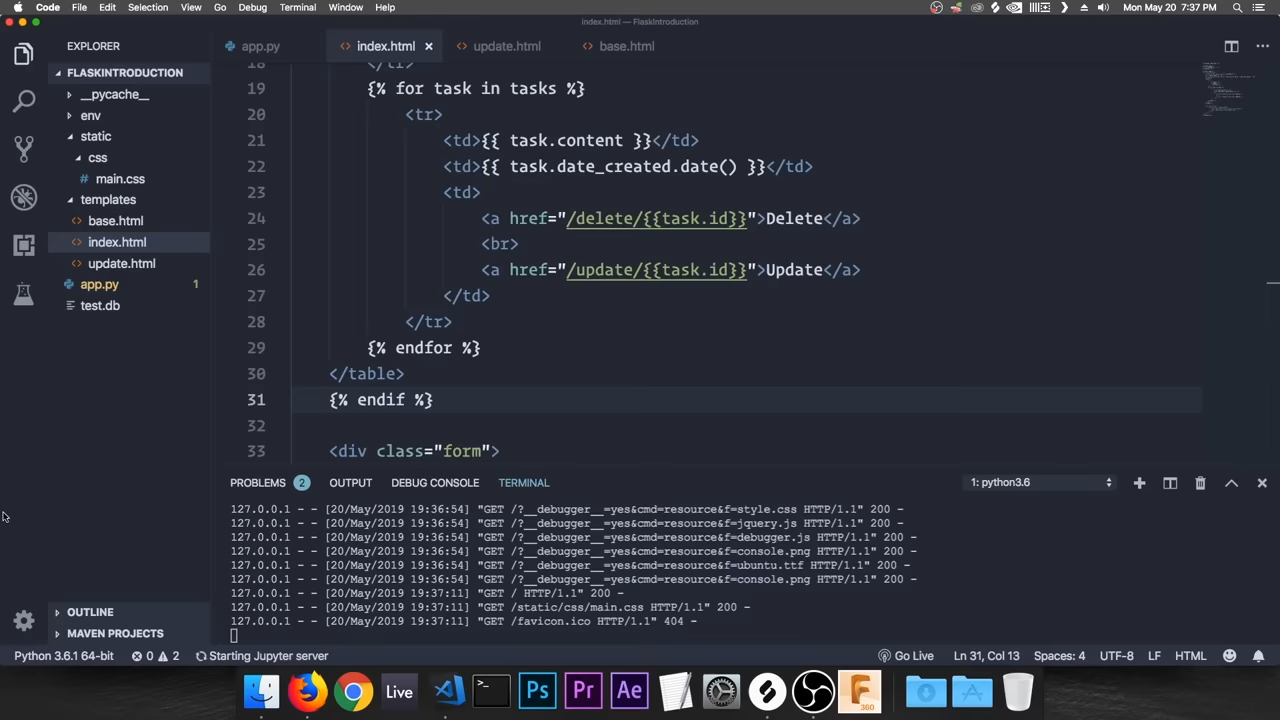 Code File Edit Selection View Go Debug Terminal Window Help Mon May 20 7:37 PM
index.html — FlaskIntroduction
EXPLORER
app.py index.html × update.html base.html
FLASKINTRODUCTION
__pycache__
env
static
css
main.css
templates
base.html
index.html
update.html
app.py 1
test.db
OUTLINE
MAVEN PROJECTS
18 </tr>
19 {% for task in tasks %}
20 <tr>
21 <td>{{ task.content }}</td>
22 <td>{{ task.date_created.date() }}</td>
23 <td>
24 <a href="/delete/{{task.id}}">Delete</a>
25 <br>
26 <a href="/update/{{task.id}}">Update</a>
27 </td>
28 </tr>
29 {% endfor %}
30 </table>
31 {% endif %}
32
33 <div class="form">
PROBLEMS 2 OUTPUT DEBUG CONSOLE TERMINAL 1: python3.6
127.0.0.1 - - [20/May/2019 19:36:54] "GET /?__debugger__=yes&cmd=resource&f=style.css HTTP/1.1" 200 -
127.0.0.1 - - [20/May/2019 19:36:54] "GET /?__debugger__=yes&cmd=resource&f=jquery.js HTTP/1.1" 200 -
127.0.0.1 - - [20/May/2019 19:36:54] "GET /?__debugger__=yes&cmd=resource&f=debugger.js HTTP/1.1" 200 -
127.0.0.1 - - [20/May/2019 19:36:54] "GET /?__debugger__=yes&cmd=resource&f=console.png HTTP/1.1" 200 -
127.0.0.1 - - [20/May/2019 19:36:54] "GET /?__debugger__=yes&cmd=resource&f=ubuntu.ttf HTTP/1.1" 200 -
127.0.0.1 - - [20/May/2019 19:36:54] "GET /?__debugger__=yes&cmd=resource&f=console.png HTTP/1.1" 200 -
127.0.0.1 - - [20/May/2019 19:37:11] "GET / HTTP/1.1" 200 -
127.0.0.1 - - [20/May/2019 19:37:11] "GET /static/css/main.css HTTP/1.1" 200 -
127.0.0.1 - - [20/May/2019 19:37:11] "GET /favicon.ico HTTP/1.1" 404 -
Python 3.6.1 64-bit 0 2 Starting Jupyter server Go Live Ln 31, Col 13 Spaces: 4 UTF-8 LF HTML
Live >_ Ps Pr Ae F 360